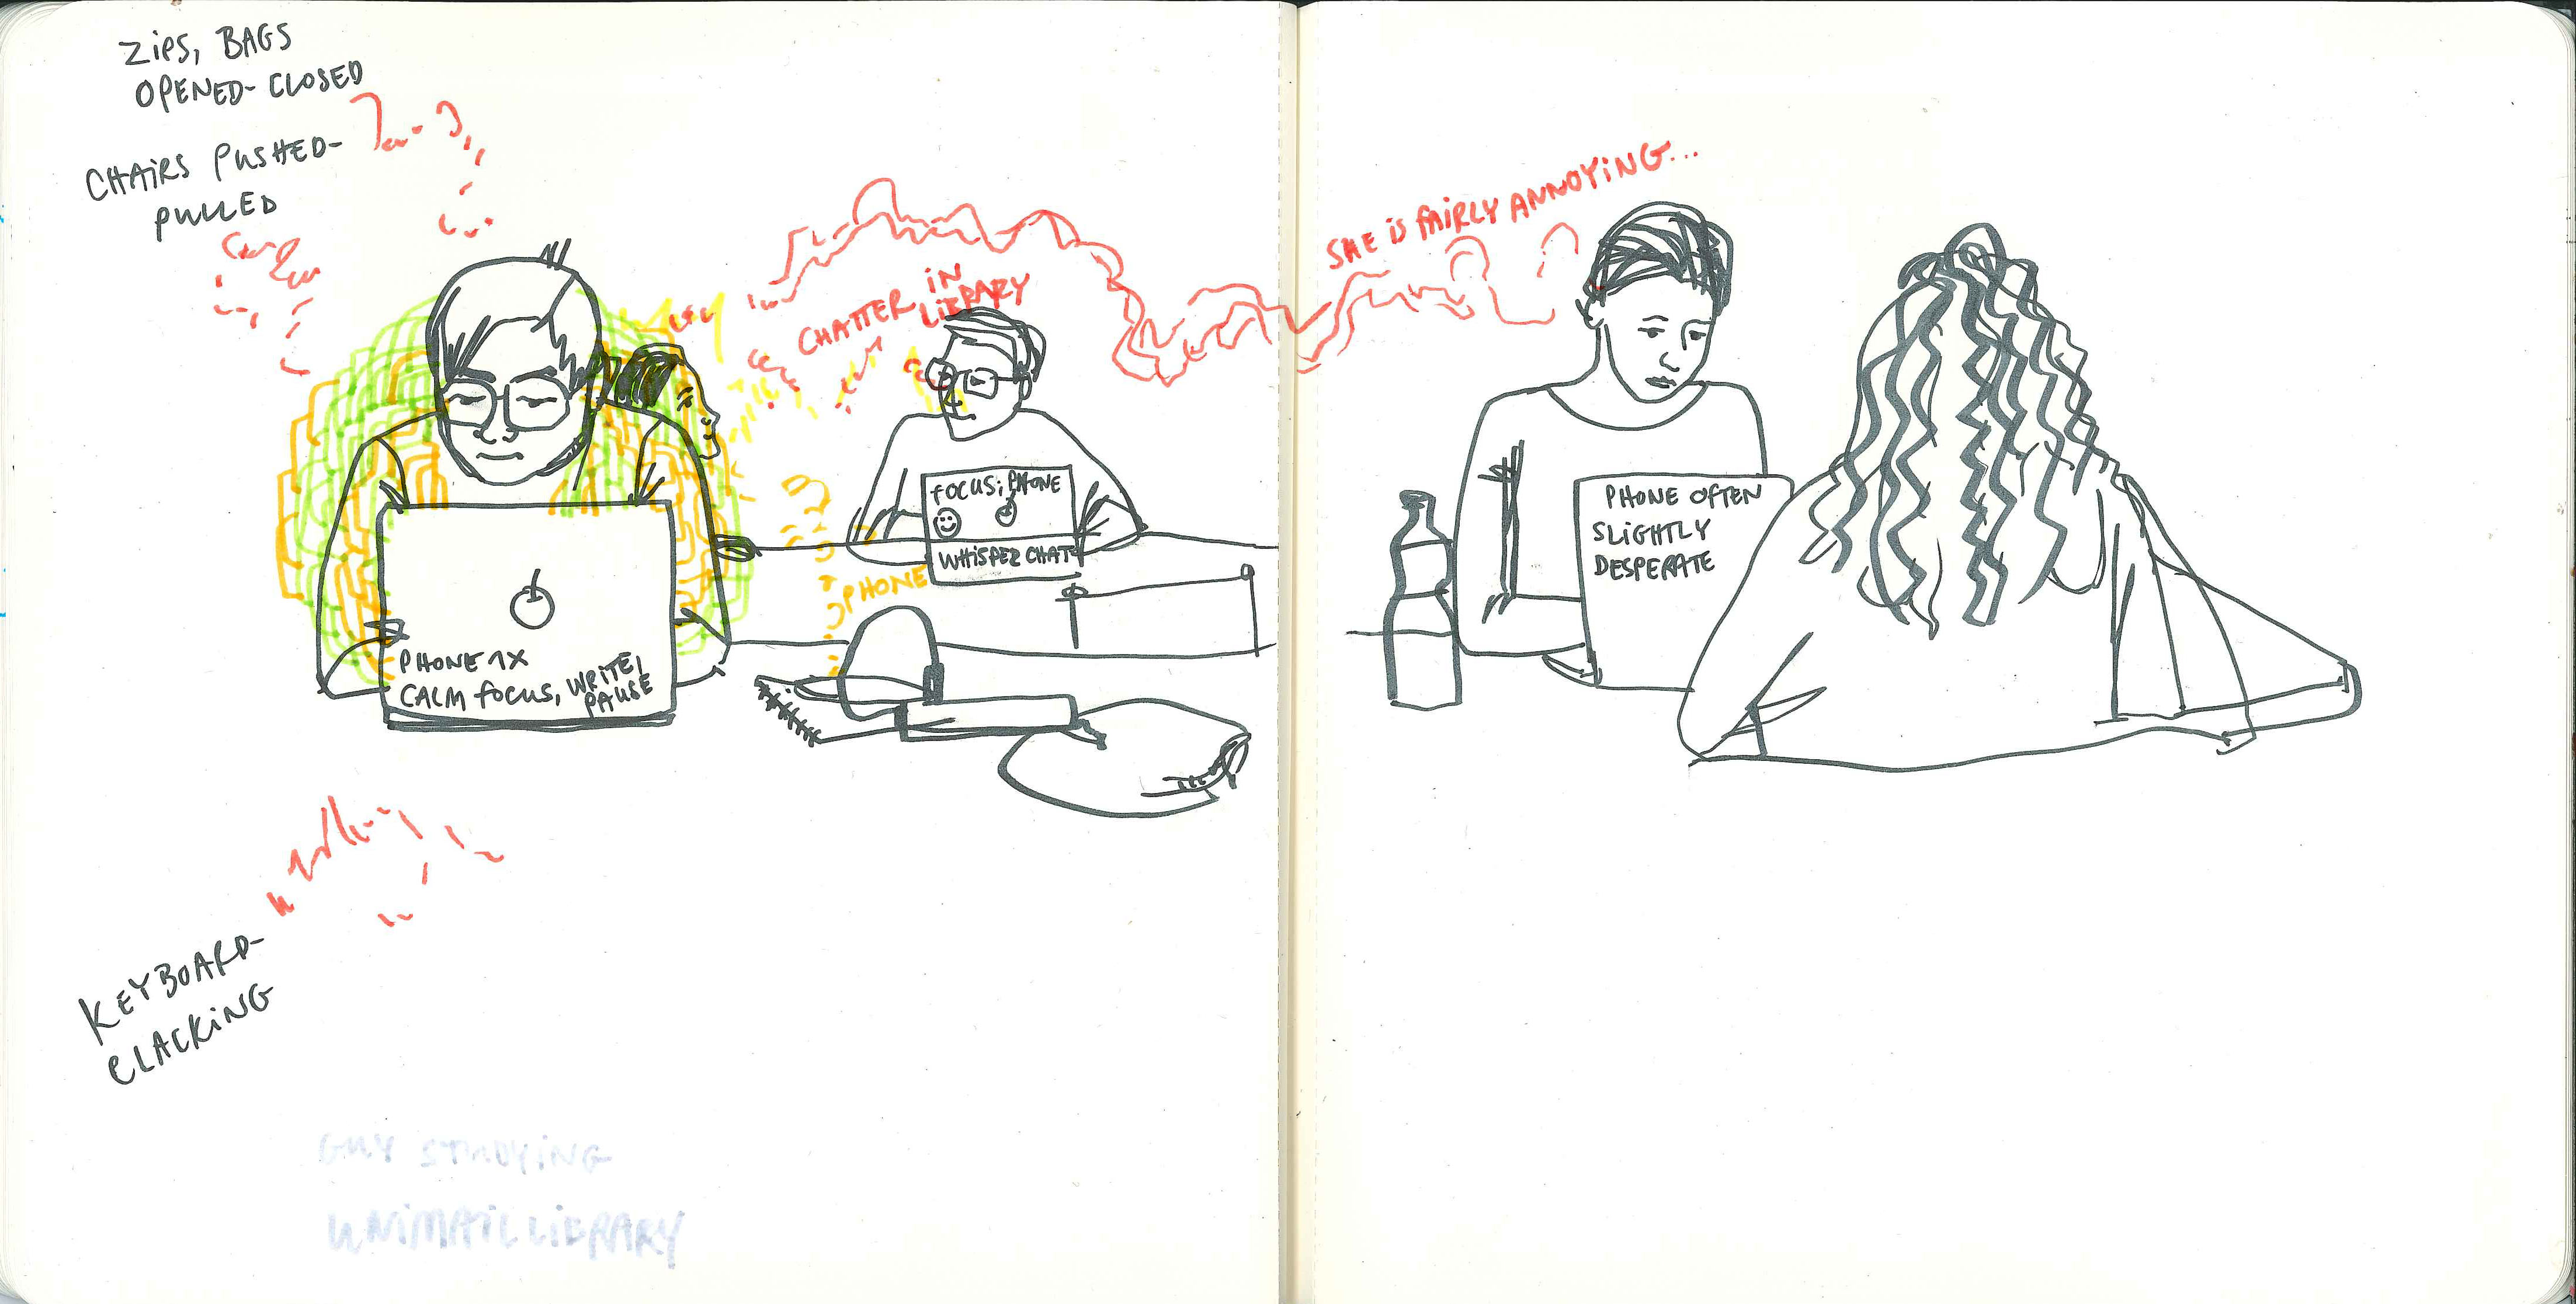 ZiPS, BAGS
OPENED-CLOSED
CHAiRS PUSHED-
PULLED
CHATTER iN
LiBRARY
FOCUS; PHONE
WHiSPER CHAT
PHONE
PHONE 1X
CALM FOCUS, WRiTE,
PAUSE
KEYBOARD-
CLACKiNG
GUY STUDYiNG
UNiMAiL LiBRARY
SHE iS FAiRLY ANNOYiNG...
PHONE OFTEN
SLiGHTLY
DESPERATE